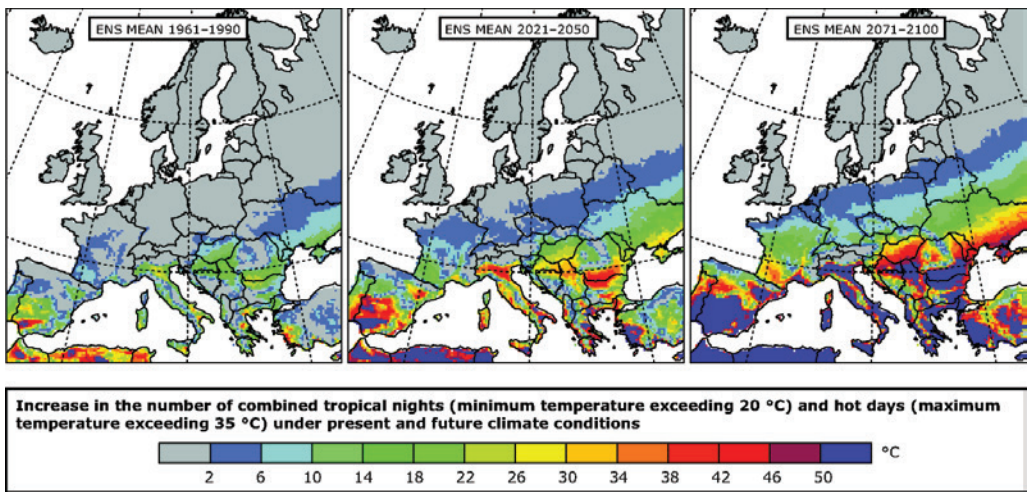 ENS MEAN 1961–1990
ENS MEAN 2021–2050
ENS MEAN 2071–2100
Increase in the number of combined tropical nights (minimum temperature exceeding 20 °C) and hot days (maximum
temperature exceeding 35 °C) under present and future climate conditions
°C
2 6 10 14 18 22 26 30 34 38 42 46 50